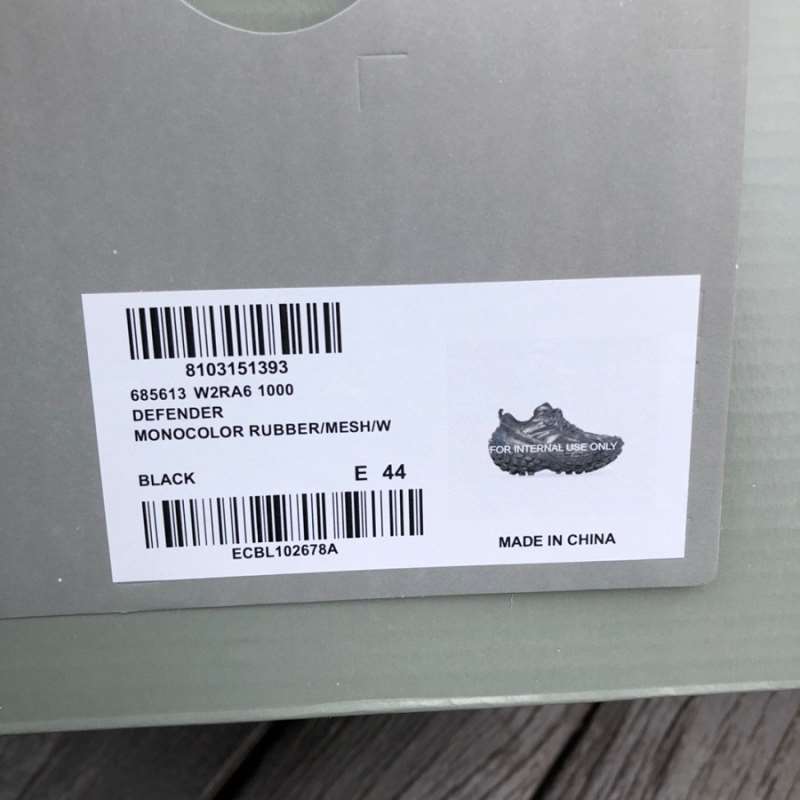 8103151393
685613 W2RA6 1000
DEFENDER
MONOCOLOR RUBBER/MESH/W
BLACK
E 44
ECBL102678A
FOR INTERNAL USE ONLY
MADE IN CHINA